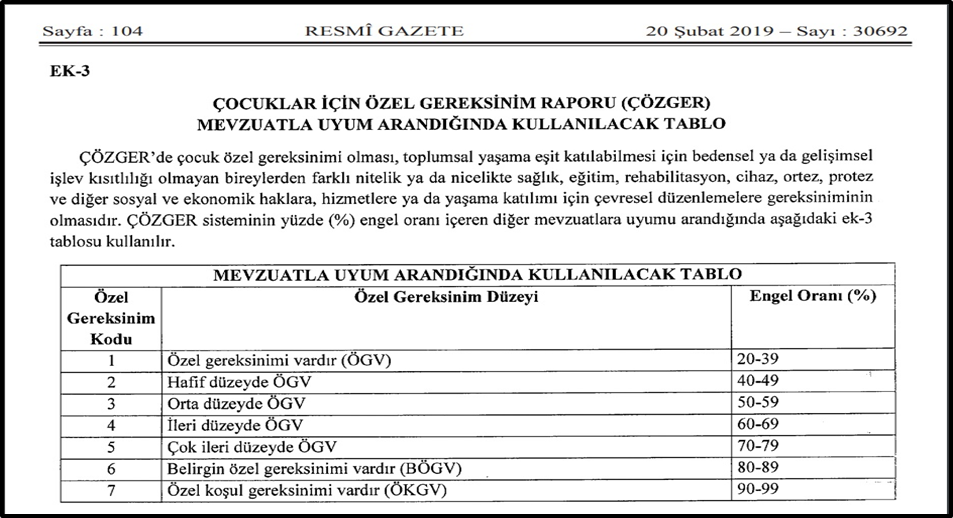 Sayfa : 104 RESMÎ GAZETE 20 Şubat 2019 – Sayı : 30692
EK-3
ÇOCUKLAR İÇİN ÖZEL GEREKSİNİM RAPORU (ÇÖZGER)
MEVZUATLA UYUM ARANDIĞINDA KULLANILACAK TABLO
ÇÖZGER’de çocuk özel gereksinimi olması, toplumsal yaşama eşit katılabilmesi için bedensel ya da gelişimsel
işlev kısıtlılığı olmayan bireylerden farklı nitelik ya da nicelikte sağlık, eğitim, rehabilitasyon, cihaz, ortez, protez
ve diğer sosyal ve ekonomik haklara, hizmetlere ya da yaşama katılımı için çevresel düzenlemelere gereksiniminin
olmasıdır. ÇÖZGER sisteminin yüzde (%) engel oranı içeren diğer mevzuatlara uyumu arandığında aşağıdaki ek-3
tablosu kullanılır.
MEVZUATLA UYUM ARANDIĞINDA KULLANILACAK TABLO
Özel Gereksinim Kodu Özel Gereksinim Düzeyi Engel Oranı (%)
1 Özel gereksinimi vardır (ÖGV) 20-39
2 Hafif düzeyde ÖGV 40-49
3 Orta düzeyde ÖGV 50-59
4 İleri düzeyde ÖGV 60-69
5 Çok ileri düzeyde ÖGV 70-79
6 Belirgin özel gereksinimi vardır (BÖGV) 80-89
7 Özel koşul gereksinimi vardır (ÖKGV) 90-99